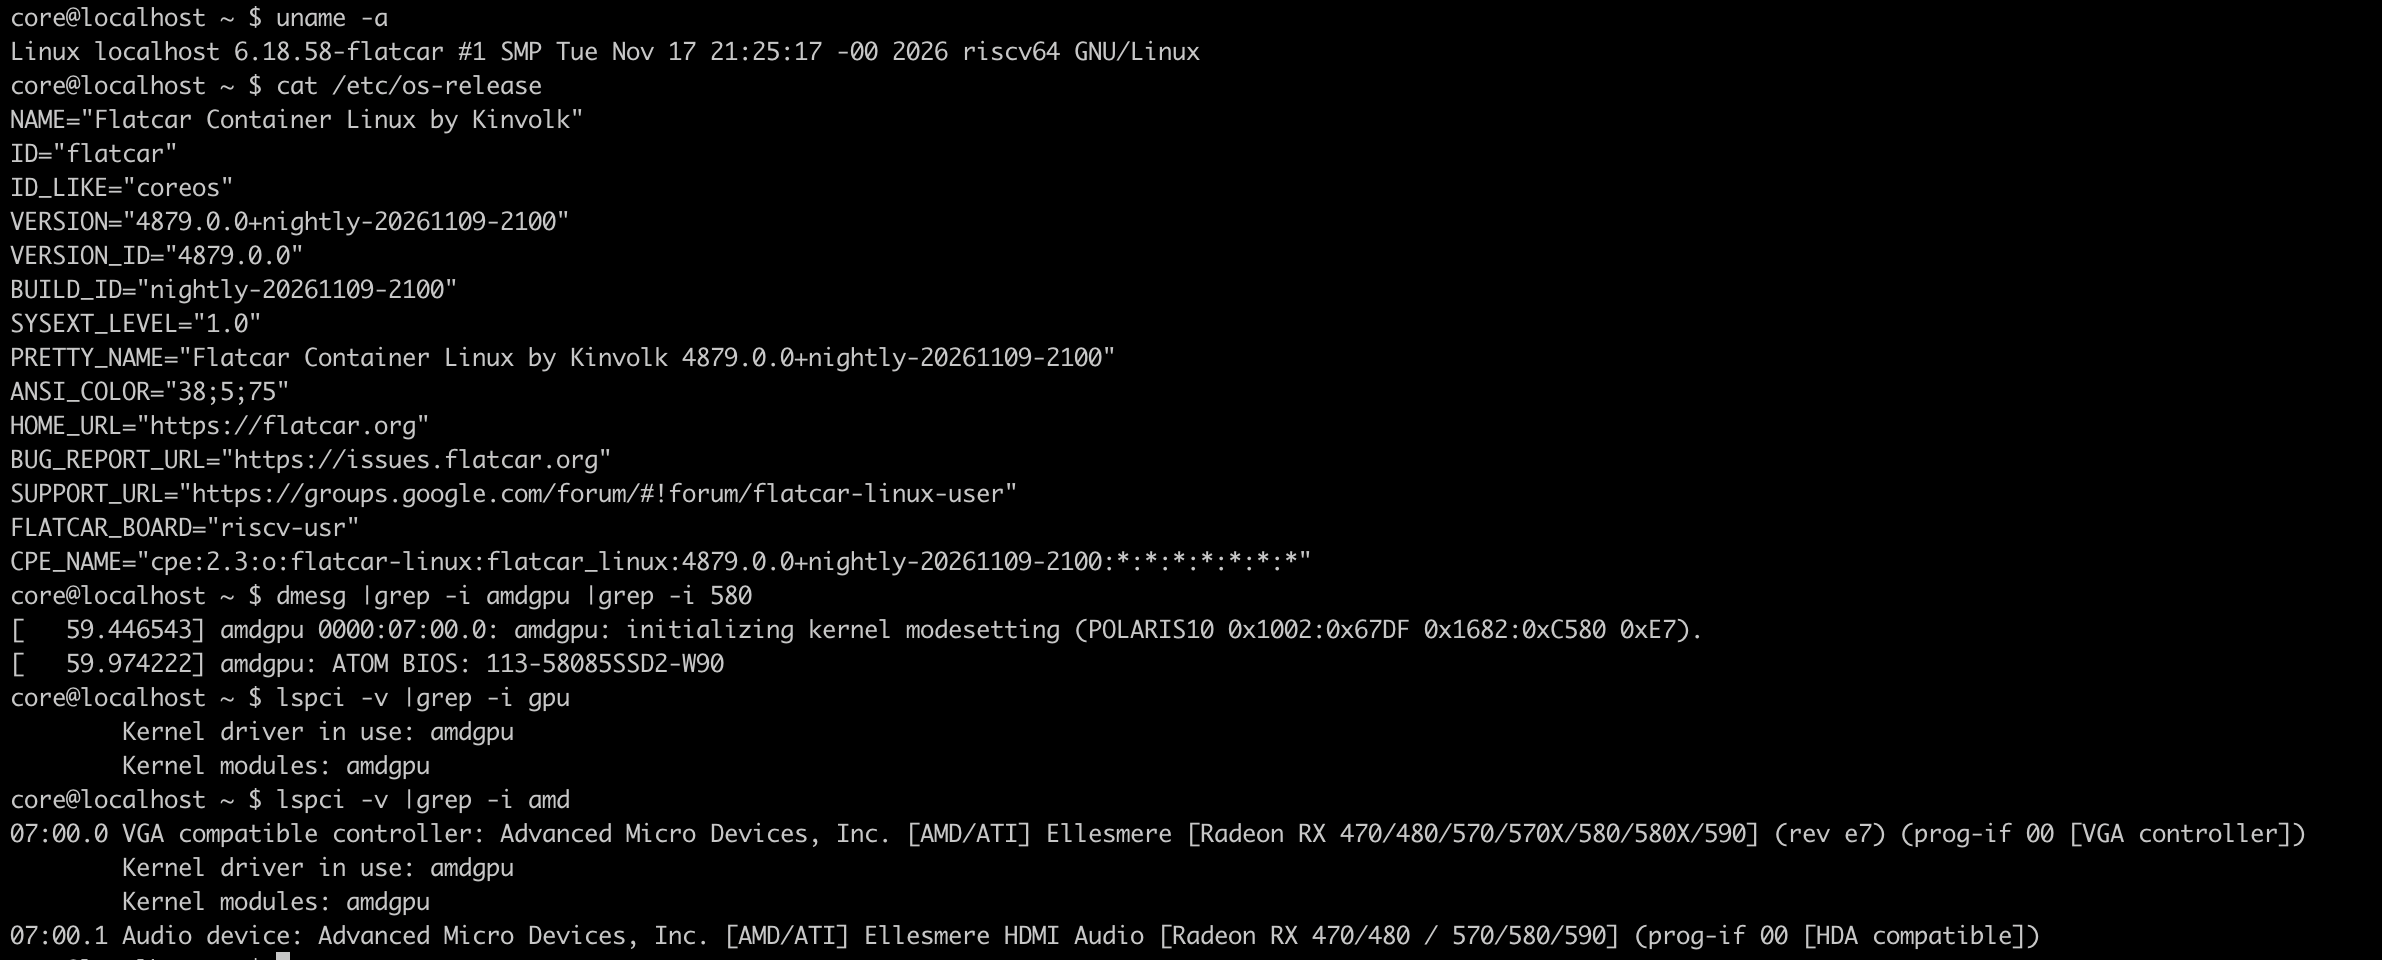 core@localhost ~ $ uname -a
Linux localhost 6.18.58-flatcar #1 SMP Tue Nov 17 21:25:17 -00 2026 riscv64 GNU/Linux
core@localhost ~ $ cat /etc/os-release
NAME="Flatcar Container Linux by Kinvolk"
ID="flatcar"
ID_LIKE="coreos"
VERSION="4879.0.0+nightly-20261109-2100"
VERSION_ID="4879.0.0"
BUILD_ID="nightly-20261109-2100"
SYSEXT_LEVEL="1.0"
PRETTY_NAME="Flatcar Container Linux by Kinvolk 4879.0.0+nightly-20261109-2100"
ANSI_COLOR="38;5;75"
HOME_URL="https://flatcar.org"
BUG_REPORT_URL="https://issues.flatcar.org"
SUPPORT_URL="https://groups.google.com/forum/#!forum/flatcar-linux-user"
FLATCAR_BOARD="riscv-usr"
CPE_NAME="cpe:2.3:o:flatcar-linux:flatcar_linux:4879.0.0+nightly-20261109-2100:*:*:*:*:*:*:*"
core@localhost ~ $ dmesg |grep -i amdgpu |grep -i 580
[   59.446543] amdgpu 0000:07:00.0: amdgpu: initializing kernel modesetting (POLARIS10 0x1002:0x67DF 0x1682:0xC580 0xE7).
[   59.974222] amdgpu: ATOM BIOS: 113-58085SSD2-W90
core@localhost ~ $ lspci -v |grep -i gpu
        Kernel driver in use: amdgpu
        Kernel modules: amdgpu
core@localhost ~ $ lspci -v |grep -i amd
07:00.0 VGA compatible controller: Advanced Micro Devices, Inc. [AMD/ATI] Ellesmere [Radeon RX 470/480/570/570X/580/580X/590] (rev e7) (prog-if 00 [VGA controller])
        Kernel driver in use: amdgpu
        Kernel modules: amdgpu
07:00.1 Audio device: Advanced Micro Devices, Inc. [AMD/ATI] Ellesmere HDMI Audio [Radeon RX 470/480 / 570/580/590] (prog-if 00 [HDA compatible])